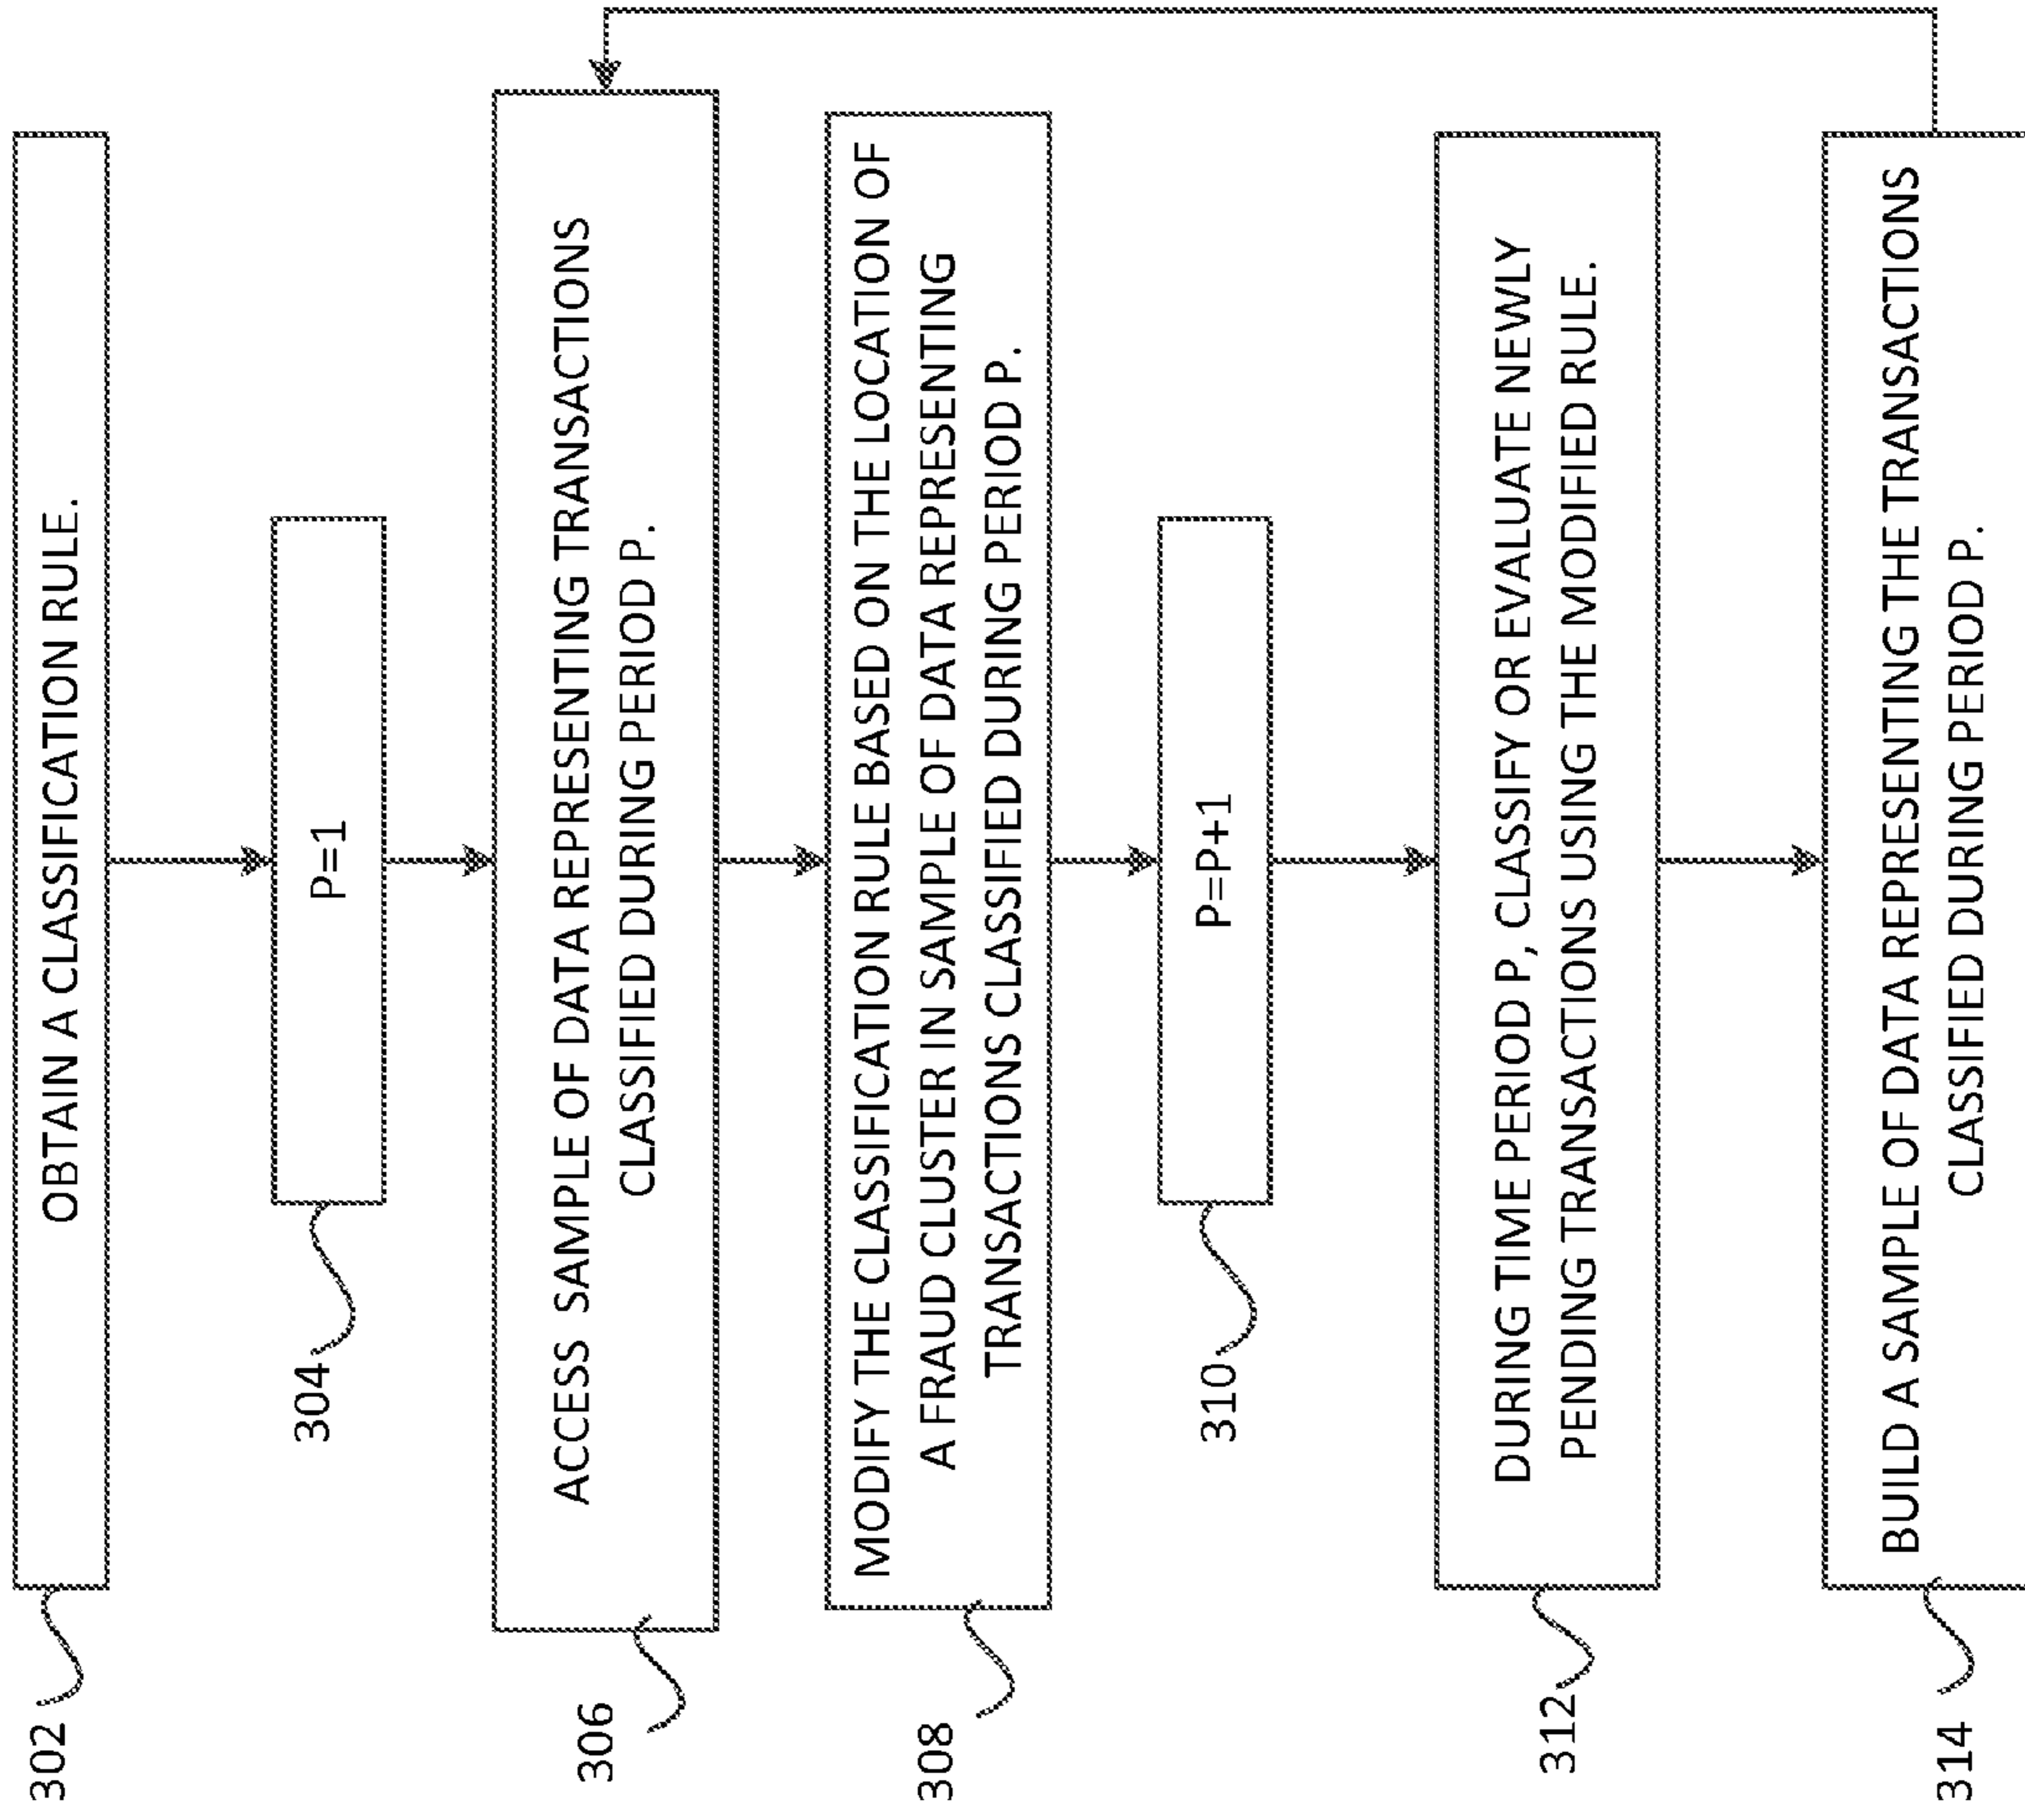 302
OBTAIN A CLASSIFICATION RULE.
304
P=1
306
ACCESS SAMPLE OF DATA REPRESENTING TRANSACTIONS
CLASSIFIED DURING PERIOD P.
308
MODIFY THE CLASSIFICATION RULE BASED ON THE LOCATION OF
A FRAUD CLUSTER IN SAMPLE OF DATA REPRESENTING
TRANSACTIONS CLASSIFIED DURING PERIOD P.
310
P=P+1
312
DURING TIME PERIOD P, CLASSIFY OR EVALUATE NEWLY
PENDING TRANSACTIONS USING THE MODIFIED RULE.
314
BUILD A SAMPLE OF DATA REPRESENTING THE TRANSACTIONS
CLASSIFIED DURING PERIOD P.